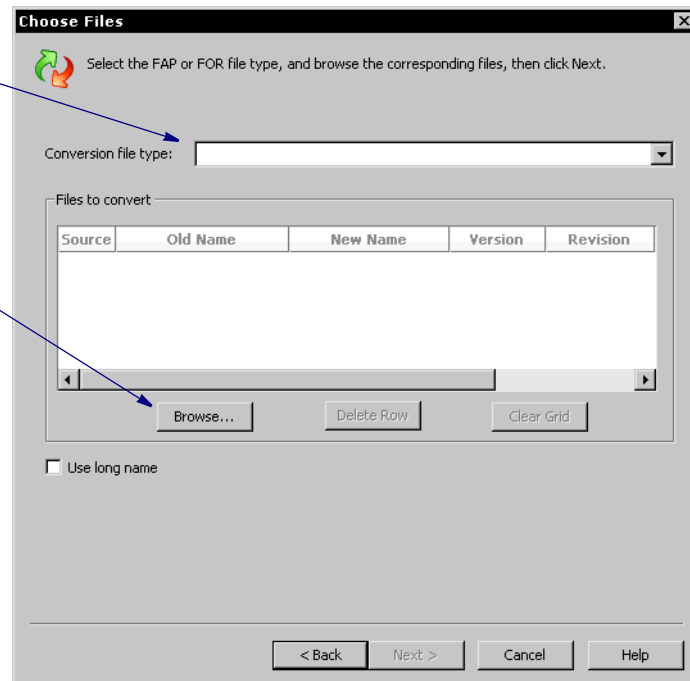 Choose Files
Select the FAP or FOR file type, and browse the corresponding files, then click Next.
Conversion file type:
Files to convert
Source Old Name New Name Version Revision
Browse... Delete Row Clear Grid
Use long name
< Back Next > Cancel Help